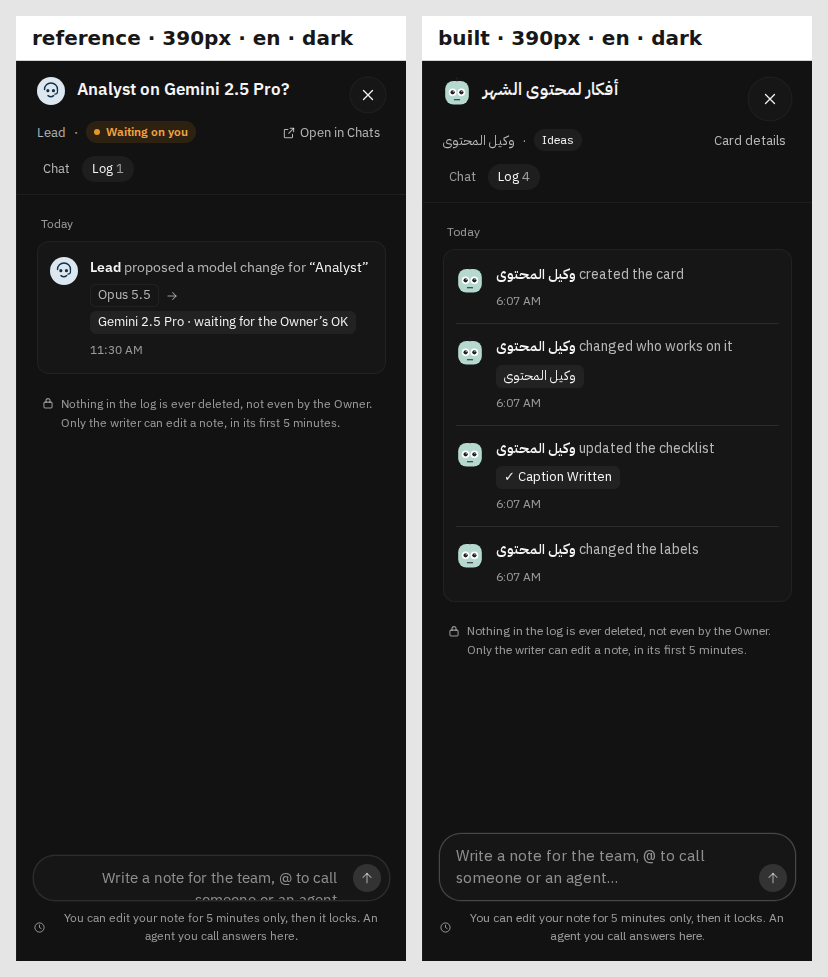 reference · 390px · en · dark
Analyst on Gemini 2.5 Pro?
Lead · Waiting on you
Open in Chats
Chat
Log 1
Today
Lead proposed a model change for “Analyst”
Opus 5.5 →
Gemini 2.5 Pro · waiting for the Owner’s OK
11:30 AM
Nothing in the log is ever deleted, not even by the Owner.
Only the writer can edit a note, in its first 5 minutes.
Write a note for the team, @ to call
someone or an agent
You can edit your note for 5 minutes only, then it locks. An
agent you call answers here.
built · 390px · en · dark
أفكار لمحتوى الشهر
وكيل المحتوى · Ideas
Card details
Chat
Log 4
Today
وكيل المحتوى created the card
6:07 AM
وكيل المحتوى changed who works on it
وكيل المحتوى
6:07 AM
وكيل المحتوى updated the checklist
✓ Caption Written
6:07 AM
وكيل المحتوى changed the labels
6:07 AM
Nothing in the log is ever deleted, not even by the Owner.
Only the writer can edit a note, in its first 5 minutes.
Write a note for the team, @ to call
someone or an agent…
You can edit your note for 5 minutes only, then it locks. An
agent you call answers here.